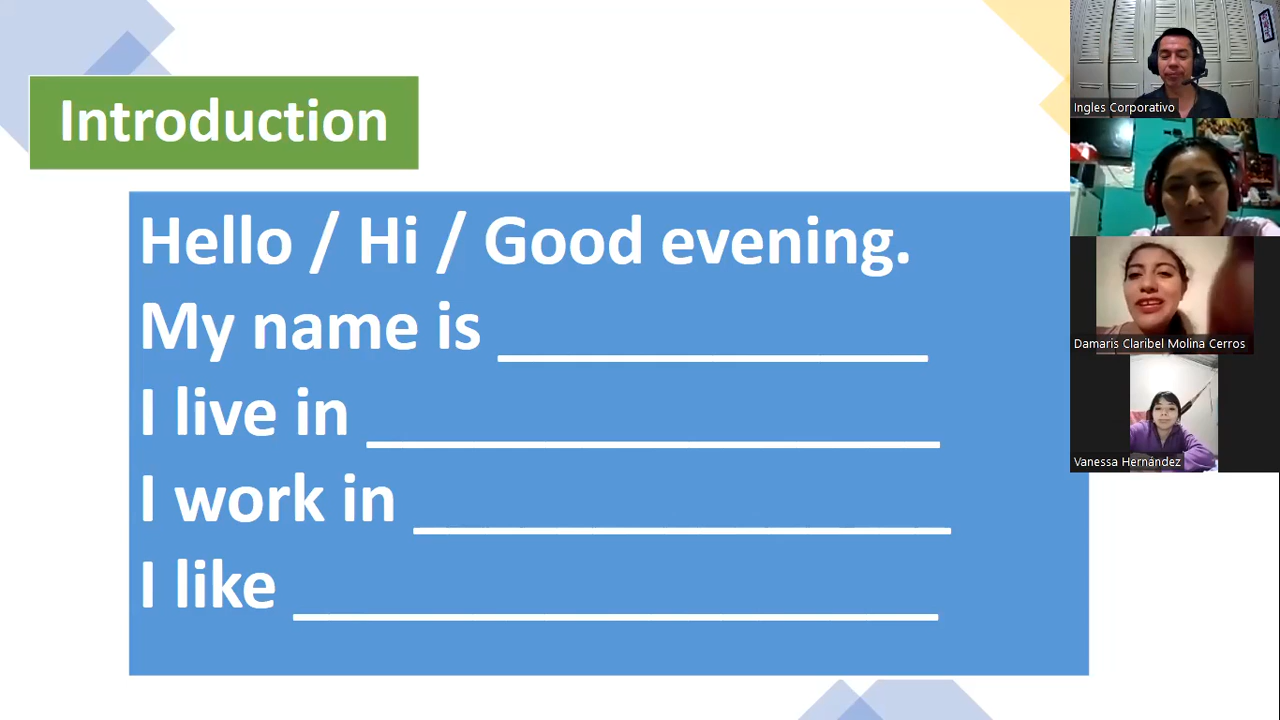 Introduction
Hello / Hi / Good evening.
My name is _______________
I live in ____________________
I work in ___________________
I like _______________________
Ingles Corporativo
Damaris Claribel Molina Cerros
Vanessa Hernández